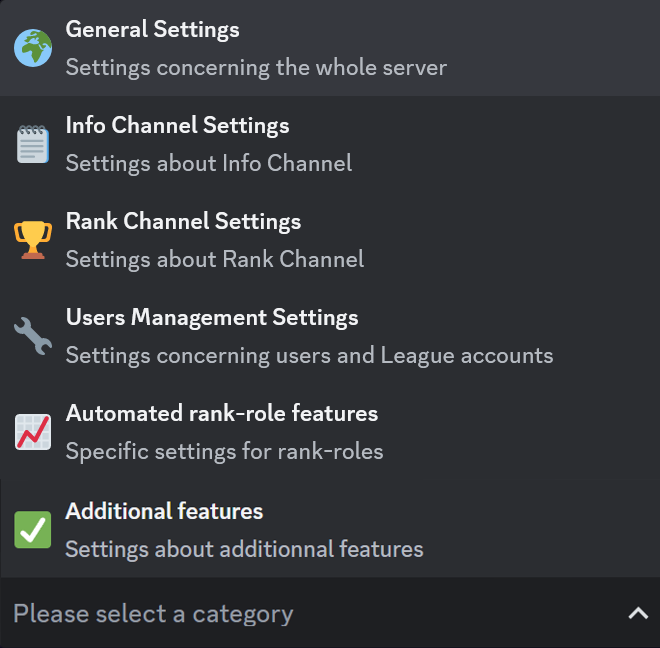 General Settings
Settings concerning the whole server
Info Channel Settings
Settings about Info Channel
Rank Channel Settings
Settings about Rank Channel
Users Management Settings
Settings concerning users and League accounts
Automated rank-role features
Specific settings for rank-roles
Additional features
Settings about additionnal features
Please select a category